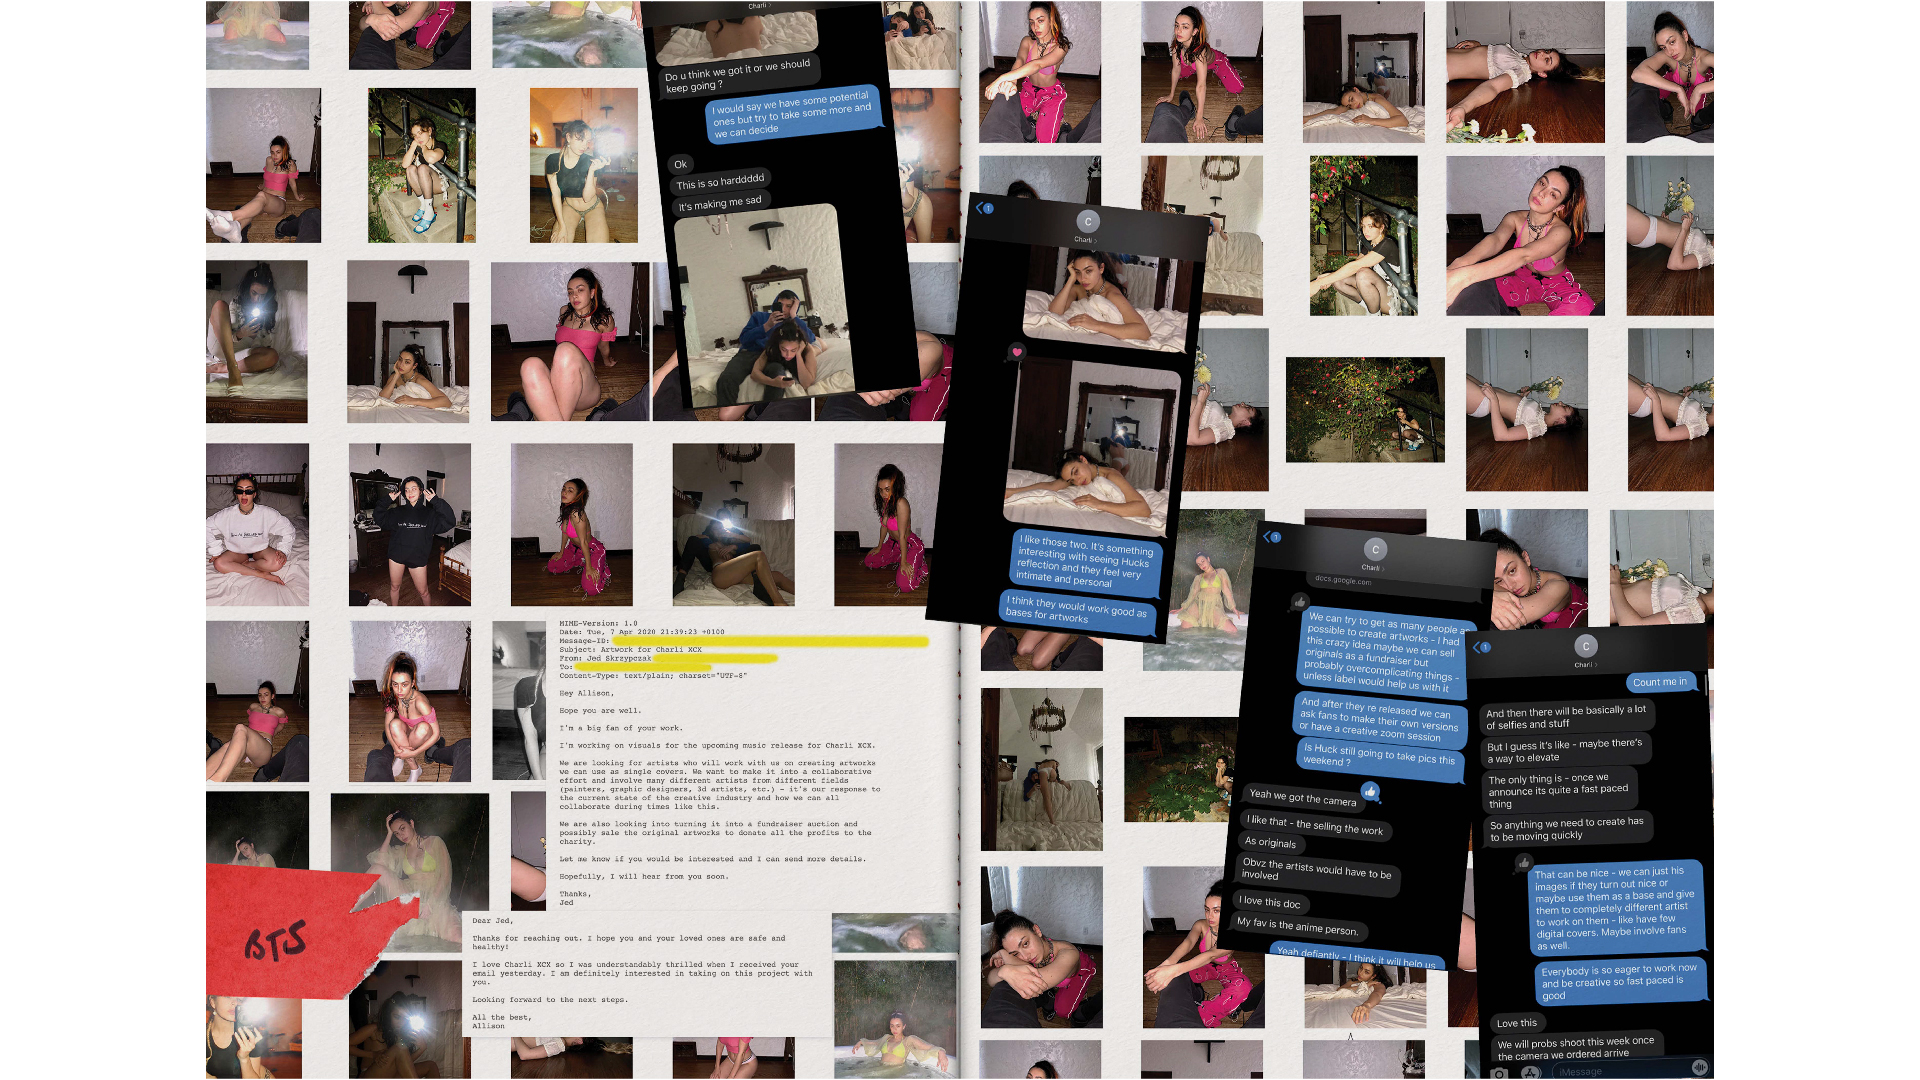 Charli
Do u think we got it or we should
keep going ?
I would say we have some potential
ones but try to take some more and
we can decide
Ok
This is so harddddd
It's making me sad
1
C
Charli
I like those two. It's something
interesting with seeing Hucks
reflection and they feel very
intimate and personal
I think they would work good as
bases for artworks
1
C
Charli
docs.google.com
We can try to get as many people as
possible to create artworks - I had
this crazy idea maybe we can sell
originals as a fundraiser but
probably overcomplicating things -
unless label would help us with it
And after they re released we can
ask fans to make their own versions
or have a creative zoom session
Is Huck still going to take pics this
weekend ?
Yeah we got the camera
I like that - the selling the work
As originals
Obvz the artists would have to be
involved
I love this doc
My fav is the anime person.
Yeah defiantly - I think it will help us
1
C
Charli
Count me in
And then there will be basically a lot
of selfies and stuff
But I guess it's like - maybe there's
a way to elevate
The only thing is - once we
announce its quite a fast paced
thing
So anything we need to create has
to be moving quickly
That can be nice - we can just his
images if they turn out nice or
maybe use them as a base and give
them to completely different artist
to work on them - like have few
digital covers. Maybe involve fans
as well.
Everybody is so eager to work now
and be creative so fast paced is
good
Love this
We will probs shoot this week once
the camera we ordered arrive
iMessage
MIME-Version: 1.0
Date: Tue, 7 Apr 2020 21:39:23 +0100
Message-ID:
Subject: Artwork for Charli XCX
From: Jed Skrzypczak
To:
Content-Type: text/plain; charset="UTF-8"
Hey Allison,
Hope you are well.
I'm a big fan of your work.
I'm working on visuals for the upcoming music release for Charli XCX.
We are looking for artists who will work with us on creating artworks
we can use as single covers. We want to make it into a collaborative
effort and involve many different artists from different fields
(painters, graphic designers, 3d artists, etc.) - it's our response to
the current state of the creative industry and how we can all
collaborate during times like this.
We are also looking into turning it into a fundraiser auction and
possibly sale the original artworks to donate all the profits to the
charity.
Let me know if you would be interested and I can send more details.
Hopefully, I will hear from you soon.
Thanks,
Jed
Dear Jed,
Thanks for reaching out. I hope you and your loved ones are safe and
healthy!
I love Charli XCX so I was understandably thrilled when I received your
email yesterday. I am definitely interested in taking on this project with
you.
Looking forward to the next steps.
All the best,
Allison
BTS